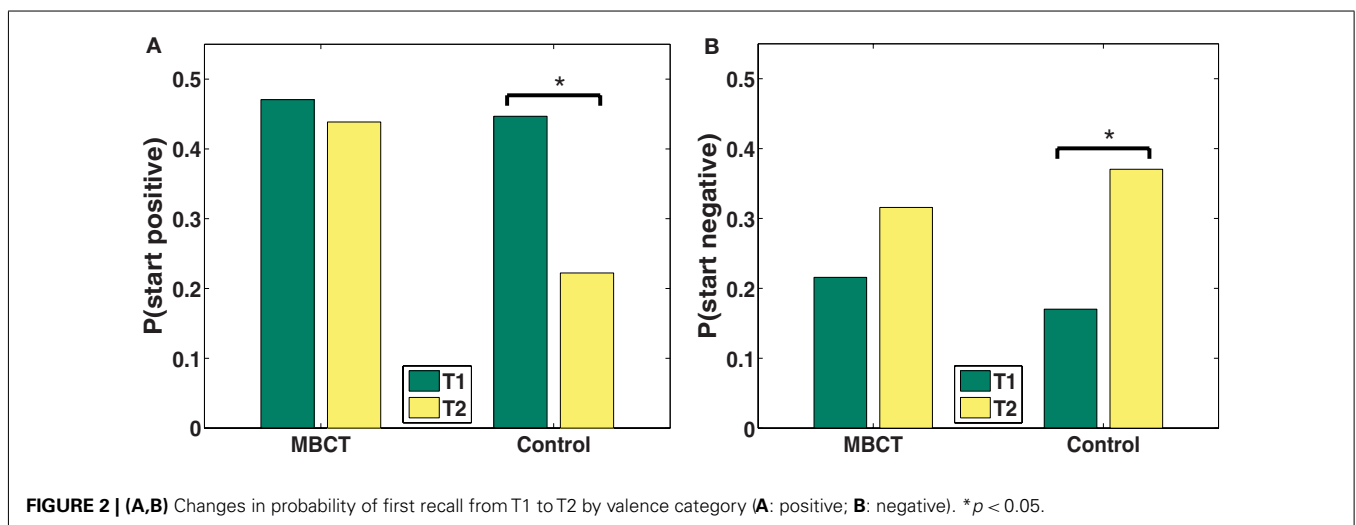 A
P(start positive)
0.5
0.4
0.3
0.2
0.1
0
*
T1
T2
MBCT Control
B
P(start negative)
0.5
0.4
0.3
0.2
0.1
0
*
T1
T2
MBCT Control
FIGURE 2 | (A,B) Changes in probability of first recall from T1 to T2 by valence category (A: positive; B: negative). *p < 0.05.